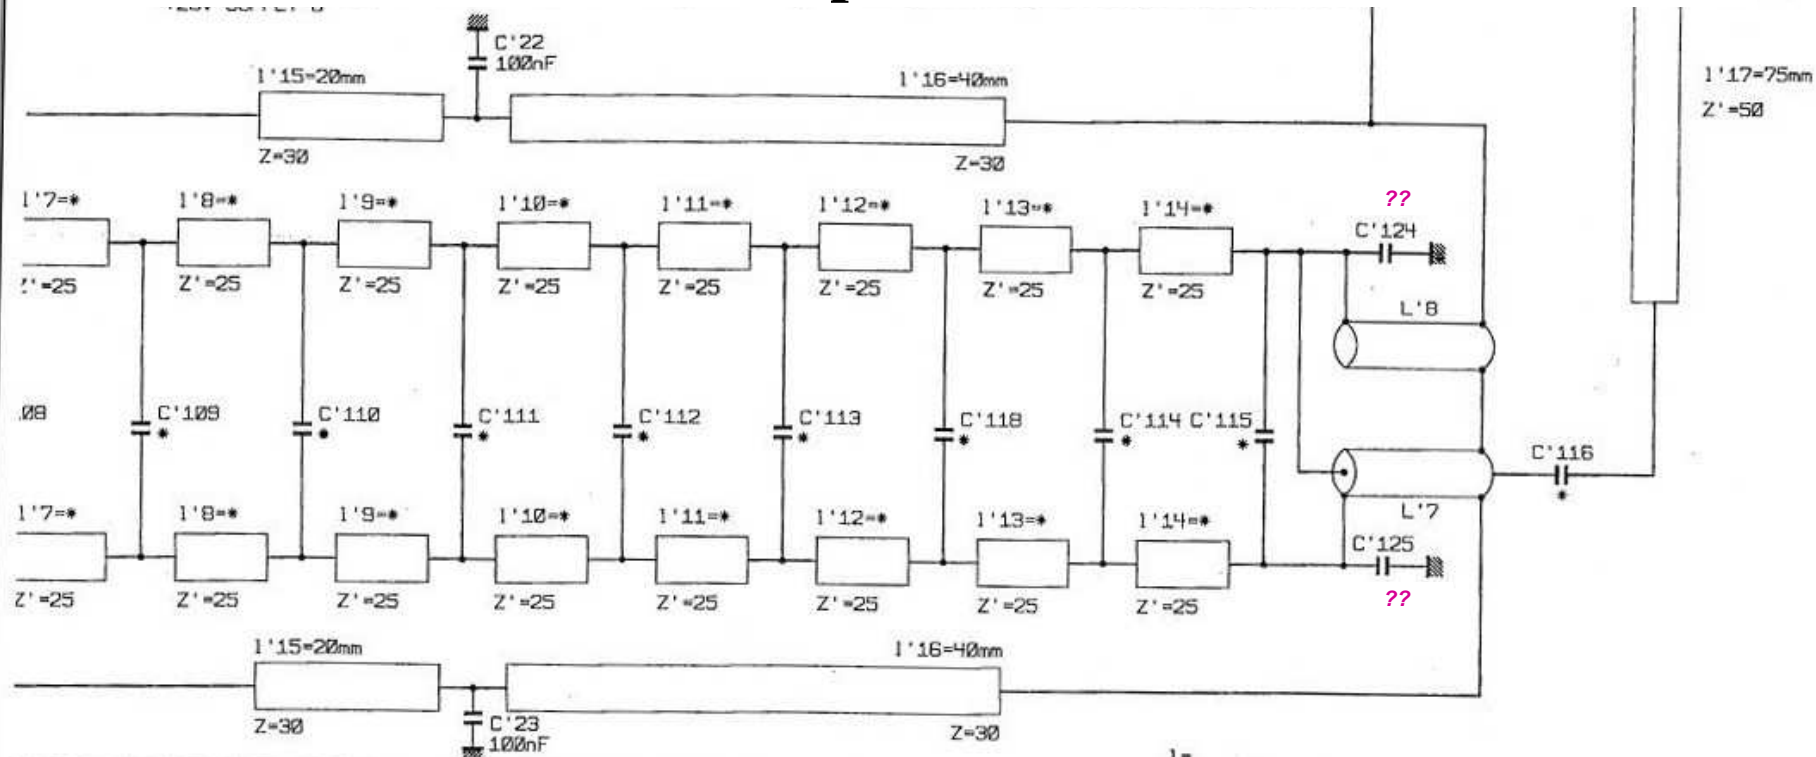 C'22
100nF
l'15=20mm
l'16=40mm
l'17=75mm
Z'=50
Z=30
Z=30
l'7=*
l'8=*
l'9=*
l'10=*
l'11=*
l'12=*
l'13=*
l'14=*
??
C'124
Z'=25
Z'=25
Z'=25
Z'=25
Z'=25
Z'=25
Z'=25
Z'=25
L'8
08
C'109
*
C'110
*
C'111
*
C'112
*
C'113
*
C'118
*
C'114
*
C'115
*
C'116
*
l'7=*
l'8=*
l'9=*
l'10=*
l'11=*
l'12=*
l'13=*
l'14=*
L'7
C'125
??
Z'=25
Z'=25
Z'=25
Z'=25
Z'=25
Z'=25
Z'=25
Z'=25
l'15=20mm
l'16=40mm
Z=30
C'23
100nF
Z=30